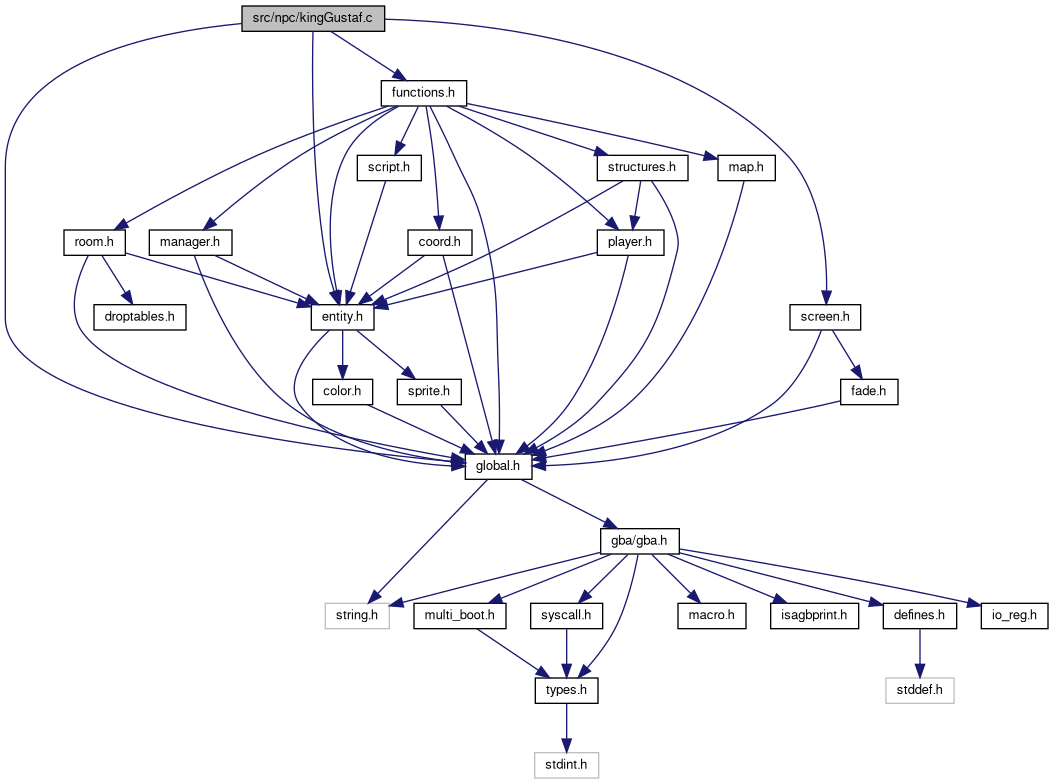 src/npc/kingGustaf.c
functions.h
script.h
structures.h
map.h
room.h
manager.h
coord.h
player.h
droptables.h
entity.h
screen.h
color.h
sprite.h
fade.h
global.h
gba/gba.h
string.h
multi_boot.h
syscall.h
macro.h
isagbprint.h
defines.h
io_reg.h
types.h
stddef.h
stdint.h